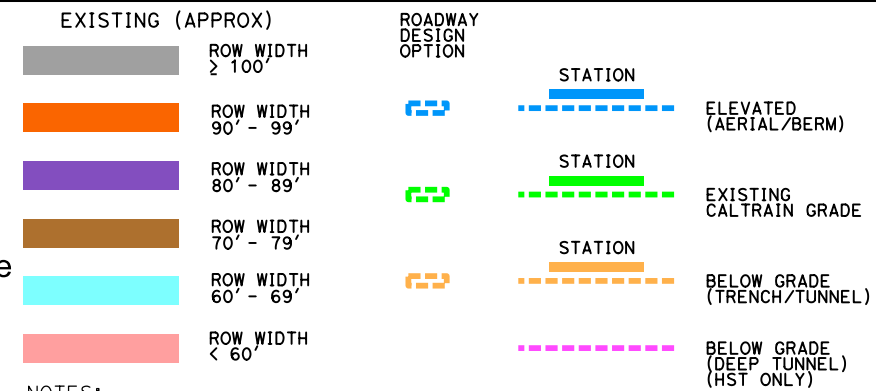 EXISTING (APPROX)
ROW WIDTH
≥ 100'
ROW WIDTH
90' - 99'
ROW WIDTH
80' - 89'
ROW WIDTH
70' - 79'
e
ROW WIDTH
60' - 69'
ROW WIDTH
< 60'
NOTES:
ROADWAY
DESIGN
OPTION
STATION
ELEVATED
(AERIAL/BERM)
STATION
EXISTING
CALTRAIN GRADE
STATION
BELOW GRADE
(TRENCH/TUNNEL)
BELOW GRADE
(DEEP TUNNEL)
(HST ONLY)